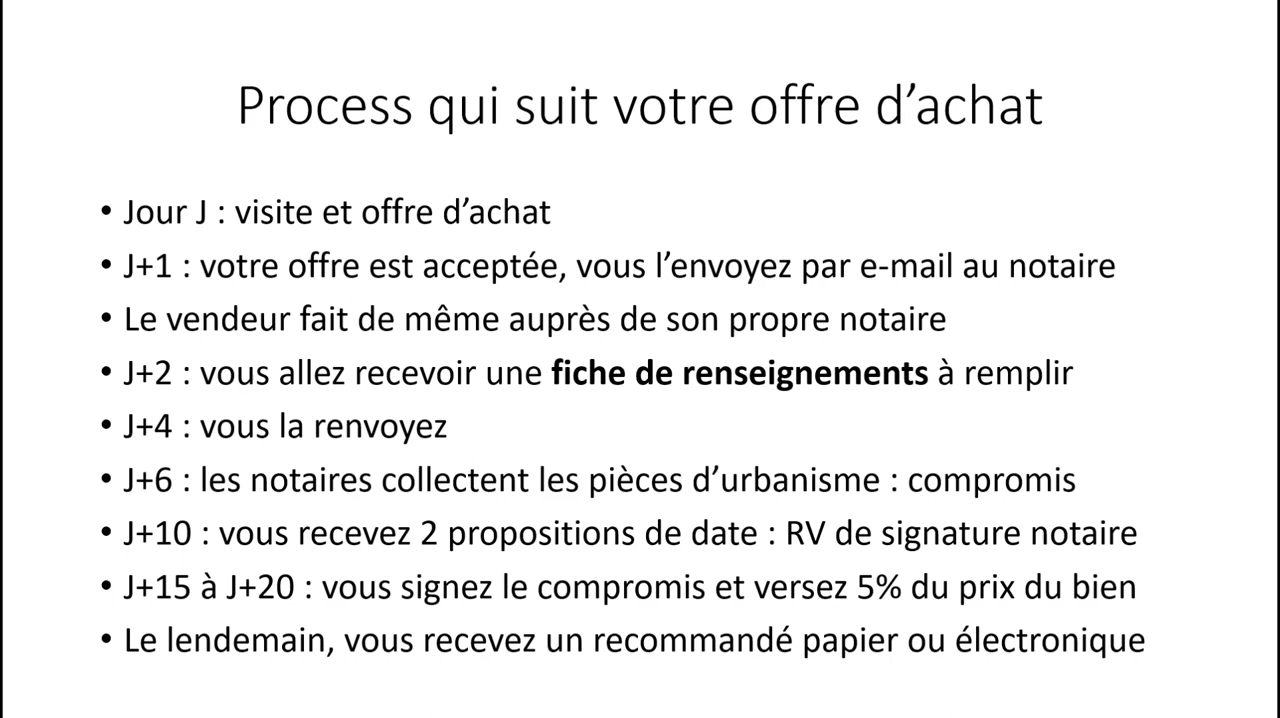 Process qui suit votre offre d’achat
• Jour J : visite et offre d’achat
• J+1 : votre offre est acceptée, vous l’envoyez par e-mail au notaire
• Le vendeur fait de même auprès de son propre notaire
• J+2 : vous allez recevoir une fiche de renseignements à remplir
• J+4 : vous la renvoyez
• J+6 : les notaires collectent les pièces d’urbanisme : compromis
• J+10 : vous recevez 2 propositions de date : RV de signature notaire
• J+15 à J+20 : vous signez le compromis et versez 5% du prix du bien
• Le lendemain, vous recevez un recommandé papier ou électronique